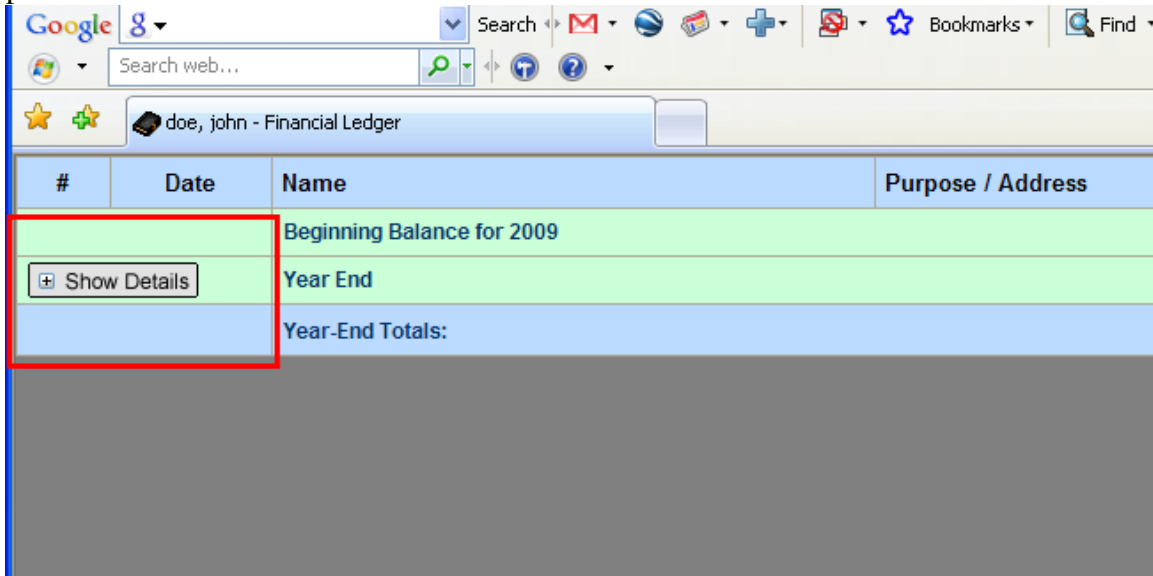 Google g Search Bookmarks Find
Search web...
doe, john - Financial Ledger
# Date Name Purpose / Address
Beginning Balance for 2009
Show Details Year End
Year-End Totals: